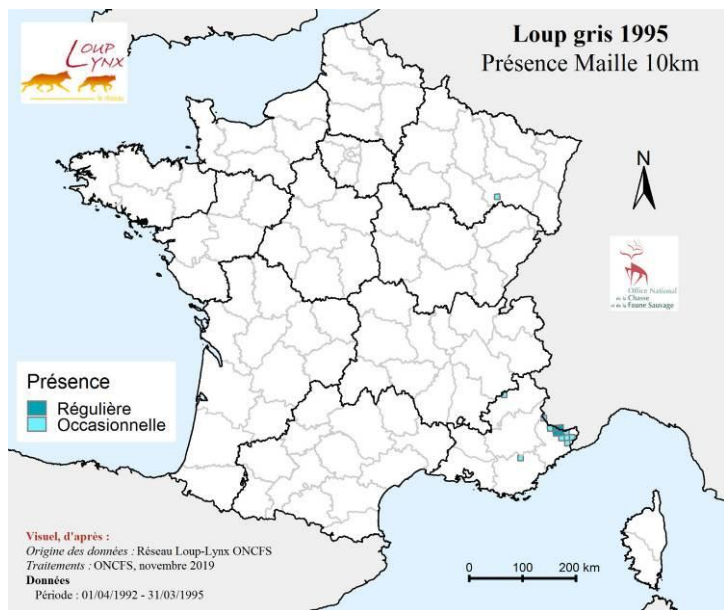 LOUP
LYNX
le réseau
Loup gris 1995
Présence Maille 10km
N
Office National
de la Chasse
et de la Faune Sauvage
Présence
Régulière
Occasionnelle
Visuel, d'après :
Origine des données : Réseau Loup-Lynx ONCFS
Traitements : ONCFS, novembre 2019
Données
Période : 01/04/1992 - 31/03/1995
0 100 200 km